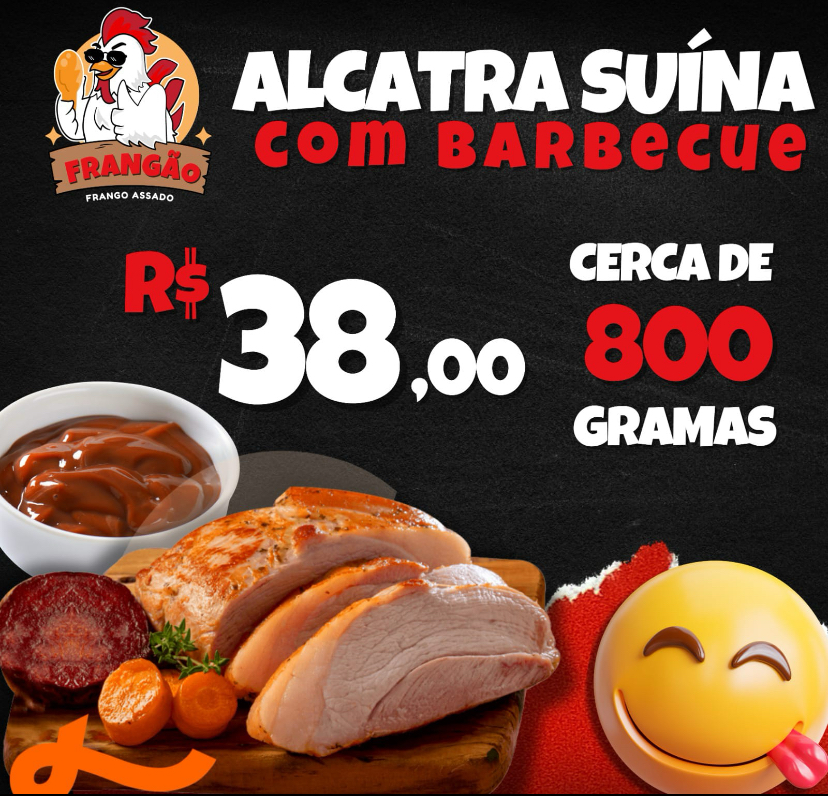 FRANGÃO
FRANGO ASSADO
ALCATRA SUÍNA
COM BARBECUE
R$ 38,00
CERCA DE
800
GRAMAS